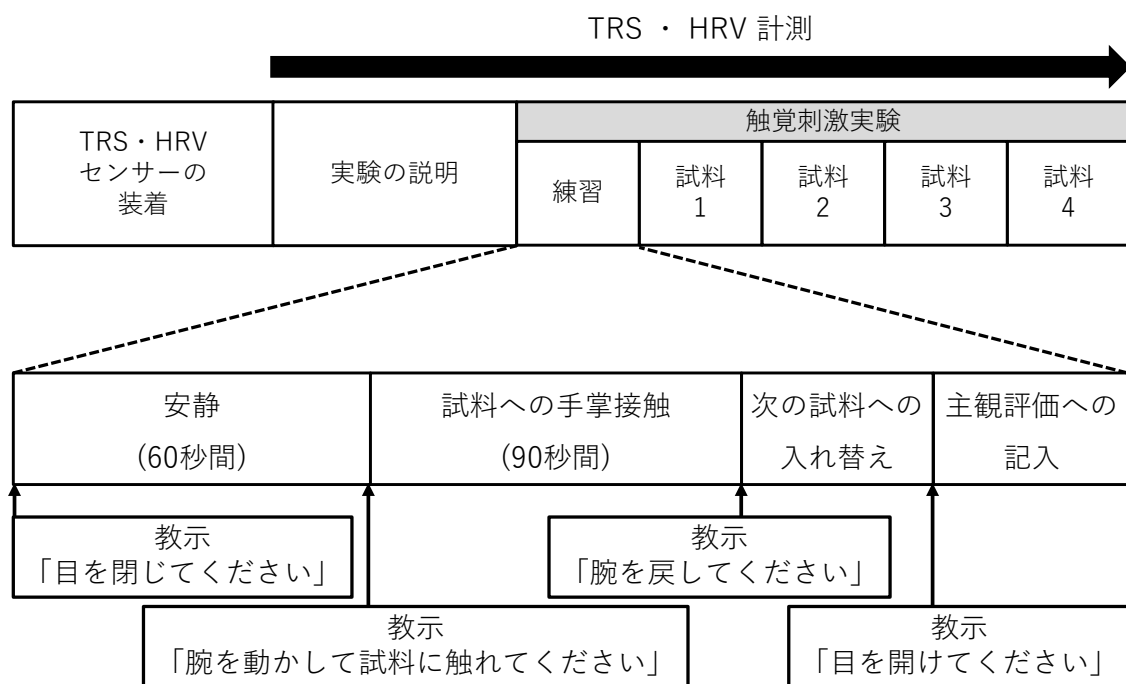 TRS ・ HRV 計測
TRS・HRV
センサーの
装着
実験の説明
触覚刺激実験
練習
試料
1
試料
2
試料
3
試料
4
安静
(60秒間)
試料への手掌接触
(90秒間)
次の試料への
入れ替え
主観評価への
記入
教示
「目を閉じてください」
教示
「腕を動かして試料に触れてください」
教示
「腕を戻してください」
教示
「目を開けてください」